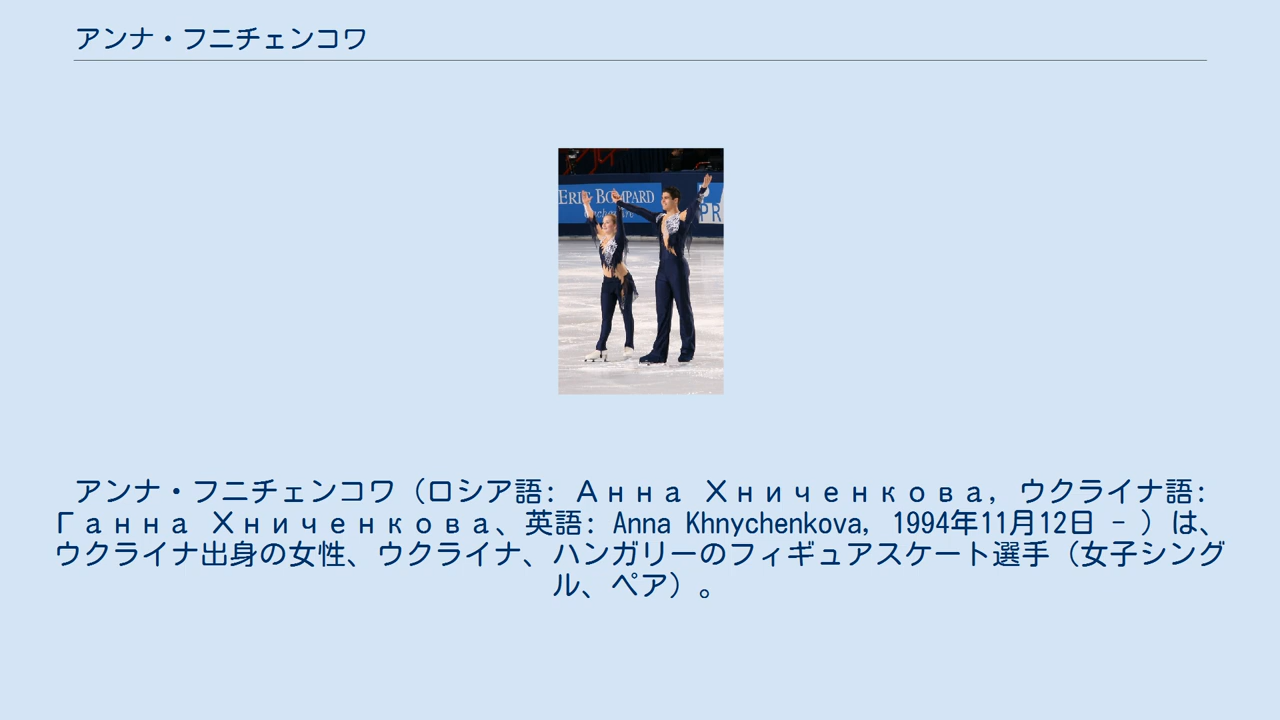 アンナ・フニチェンコワ
ERIC BOMPARD
PR
アンナ・フニチェンコワ（ロシア語: Анна Хниченкова, ウクライナ語:
Ганна Хниченкова、英語: Anna Khnychenkova, 1994年11月12日 - ）は、
ウクライナ出身の女性、ウクライナ、ハンガリーのフィギュアスケート選手（女子シング
ル、ペア）。